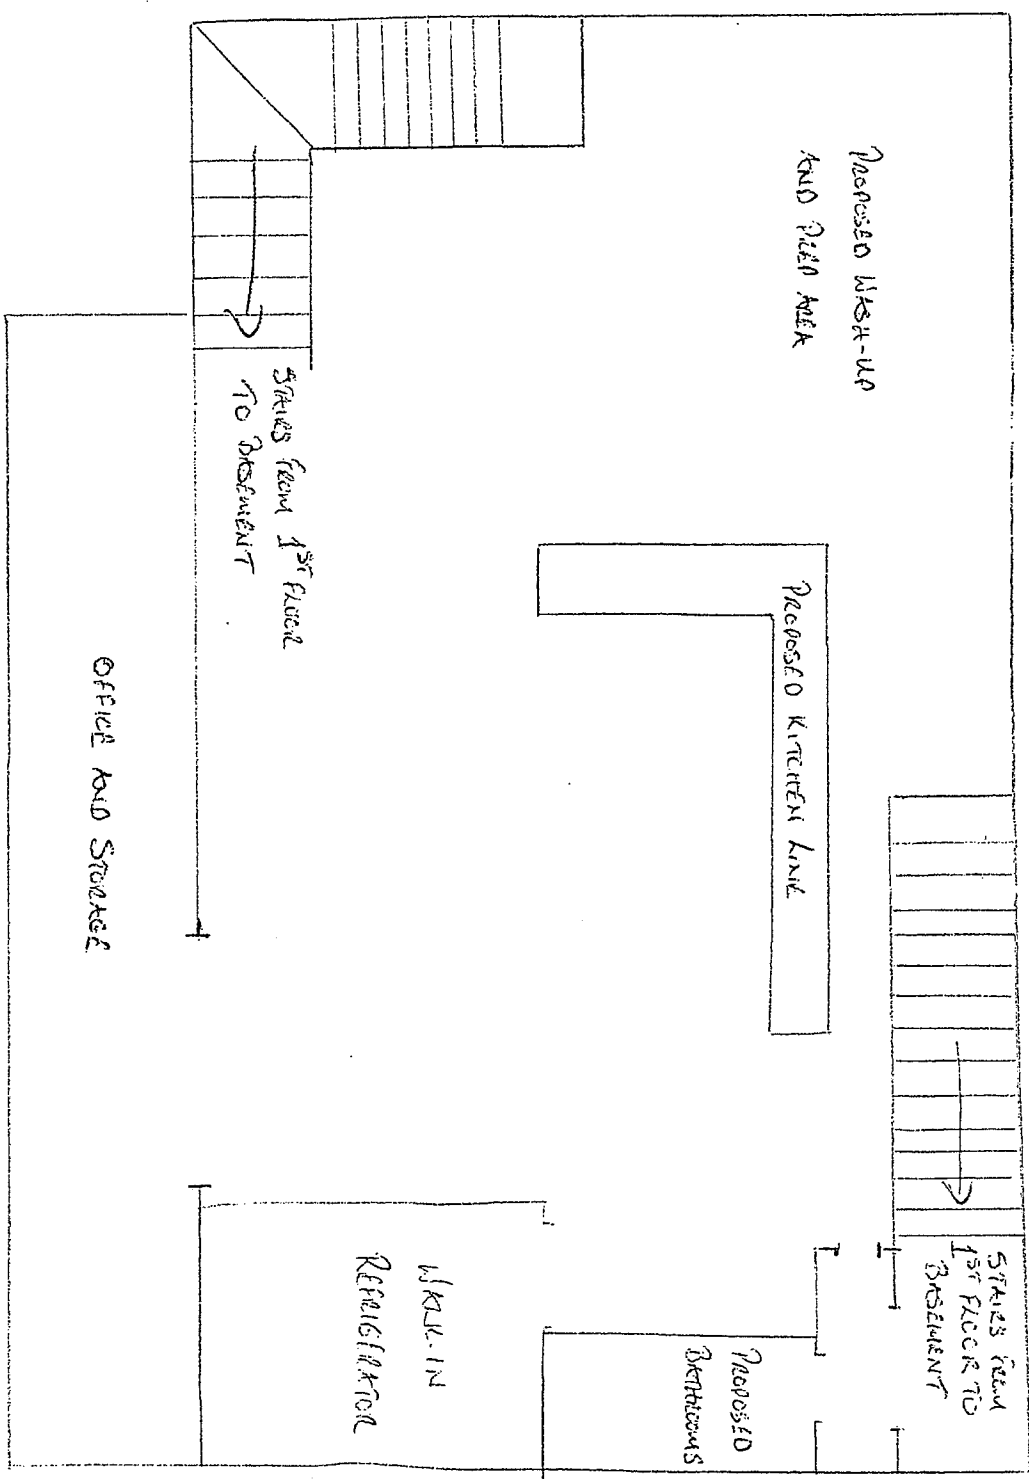 PROPOSED WASH-UP
AND PREP AREA
STAIRS FROM 1ST FLOOR
TO BASEMENT
PROPOSED KITCHEN LINE
OFFICE AND STORAGE
STAIRS FROM
1ST FLOOR TO
BASEMENT
WALK-IN
REFRIGERATOR
PROPOSED
BATHROOMS